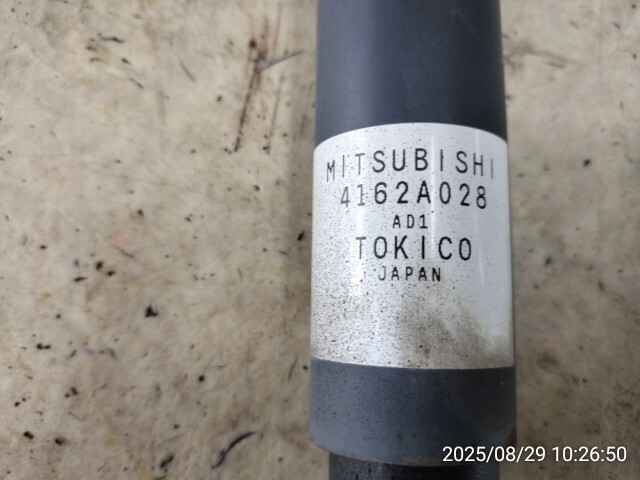 MITSUBISHI
4162A028
AD1
TOKICO
JAPAN
2025/08/29 10:26:50